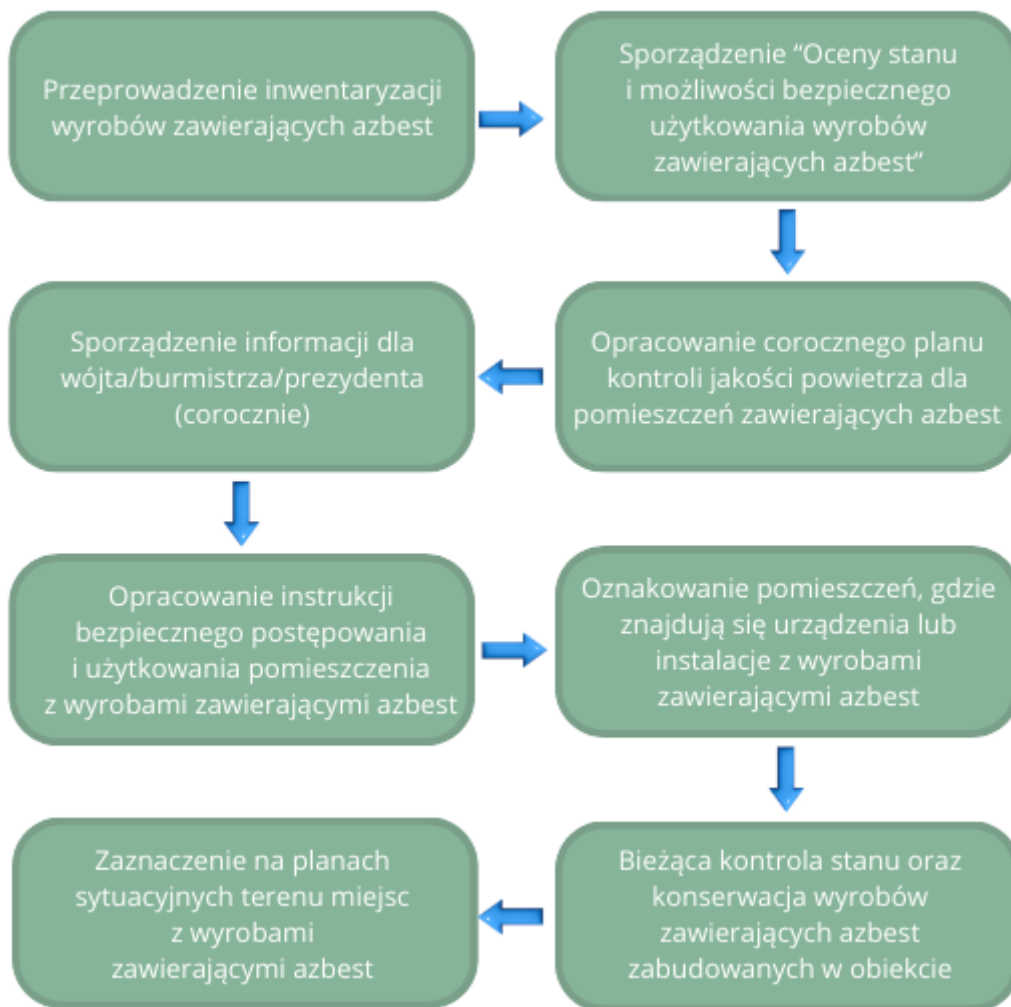 Przeprowadzenie inwentaryzacji
wyrobów zawierających azbest
Sporządzenie “Oceny stanu
i możliwości bezpiecznego
użytkowania wyrobów
zawierających azbest”
Opracowanie corocznego planu
kontroli jakości powietrza dla
pomieszczeń zawierających azbest
Sporządzenie informacji dla
wójta/burmistrza/prezydenta
(corocznie)
Opracowanie instrukcji
bezpiecznego postępowania
i użytkowania pomieszczenia
z wyrobami zawierającymi azbest
Oznakowanie pomieszczeń, gdzie
znajdują się urządzenia lub
instalacje z wyrobami
zawierającymi azbest
Bieżąca kontrola stanu oraz
konserwacja wyrobów
zawierających azbest
zabudowanych w obiekcie
Zaznaczenie na planach
sytuacyjnych terenu miejsc
z wyrobami
zawierającymi azbest